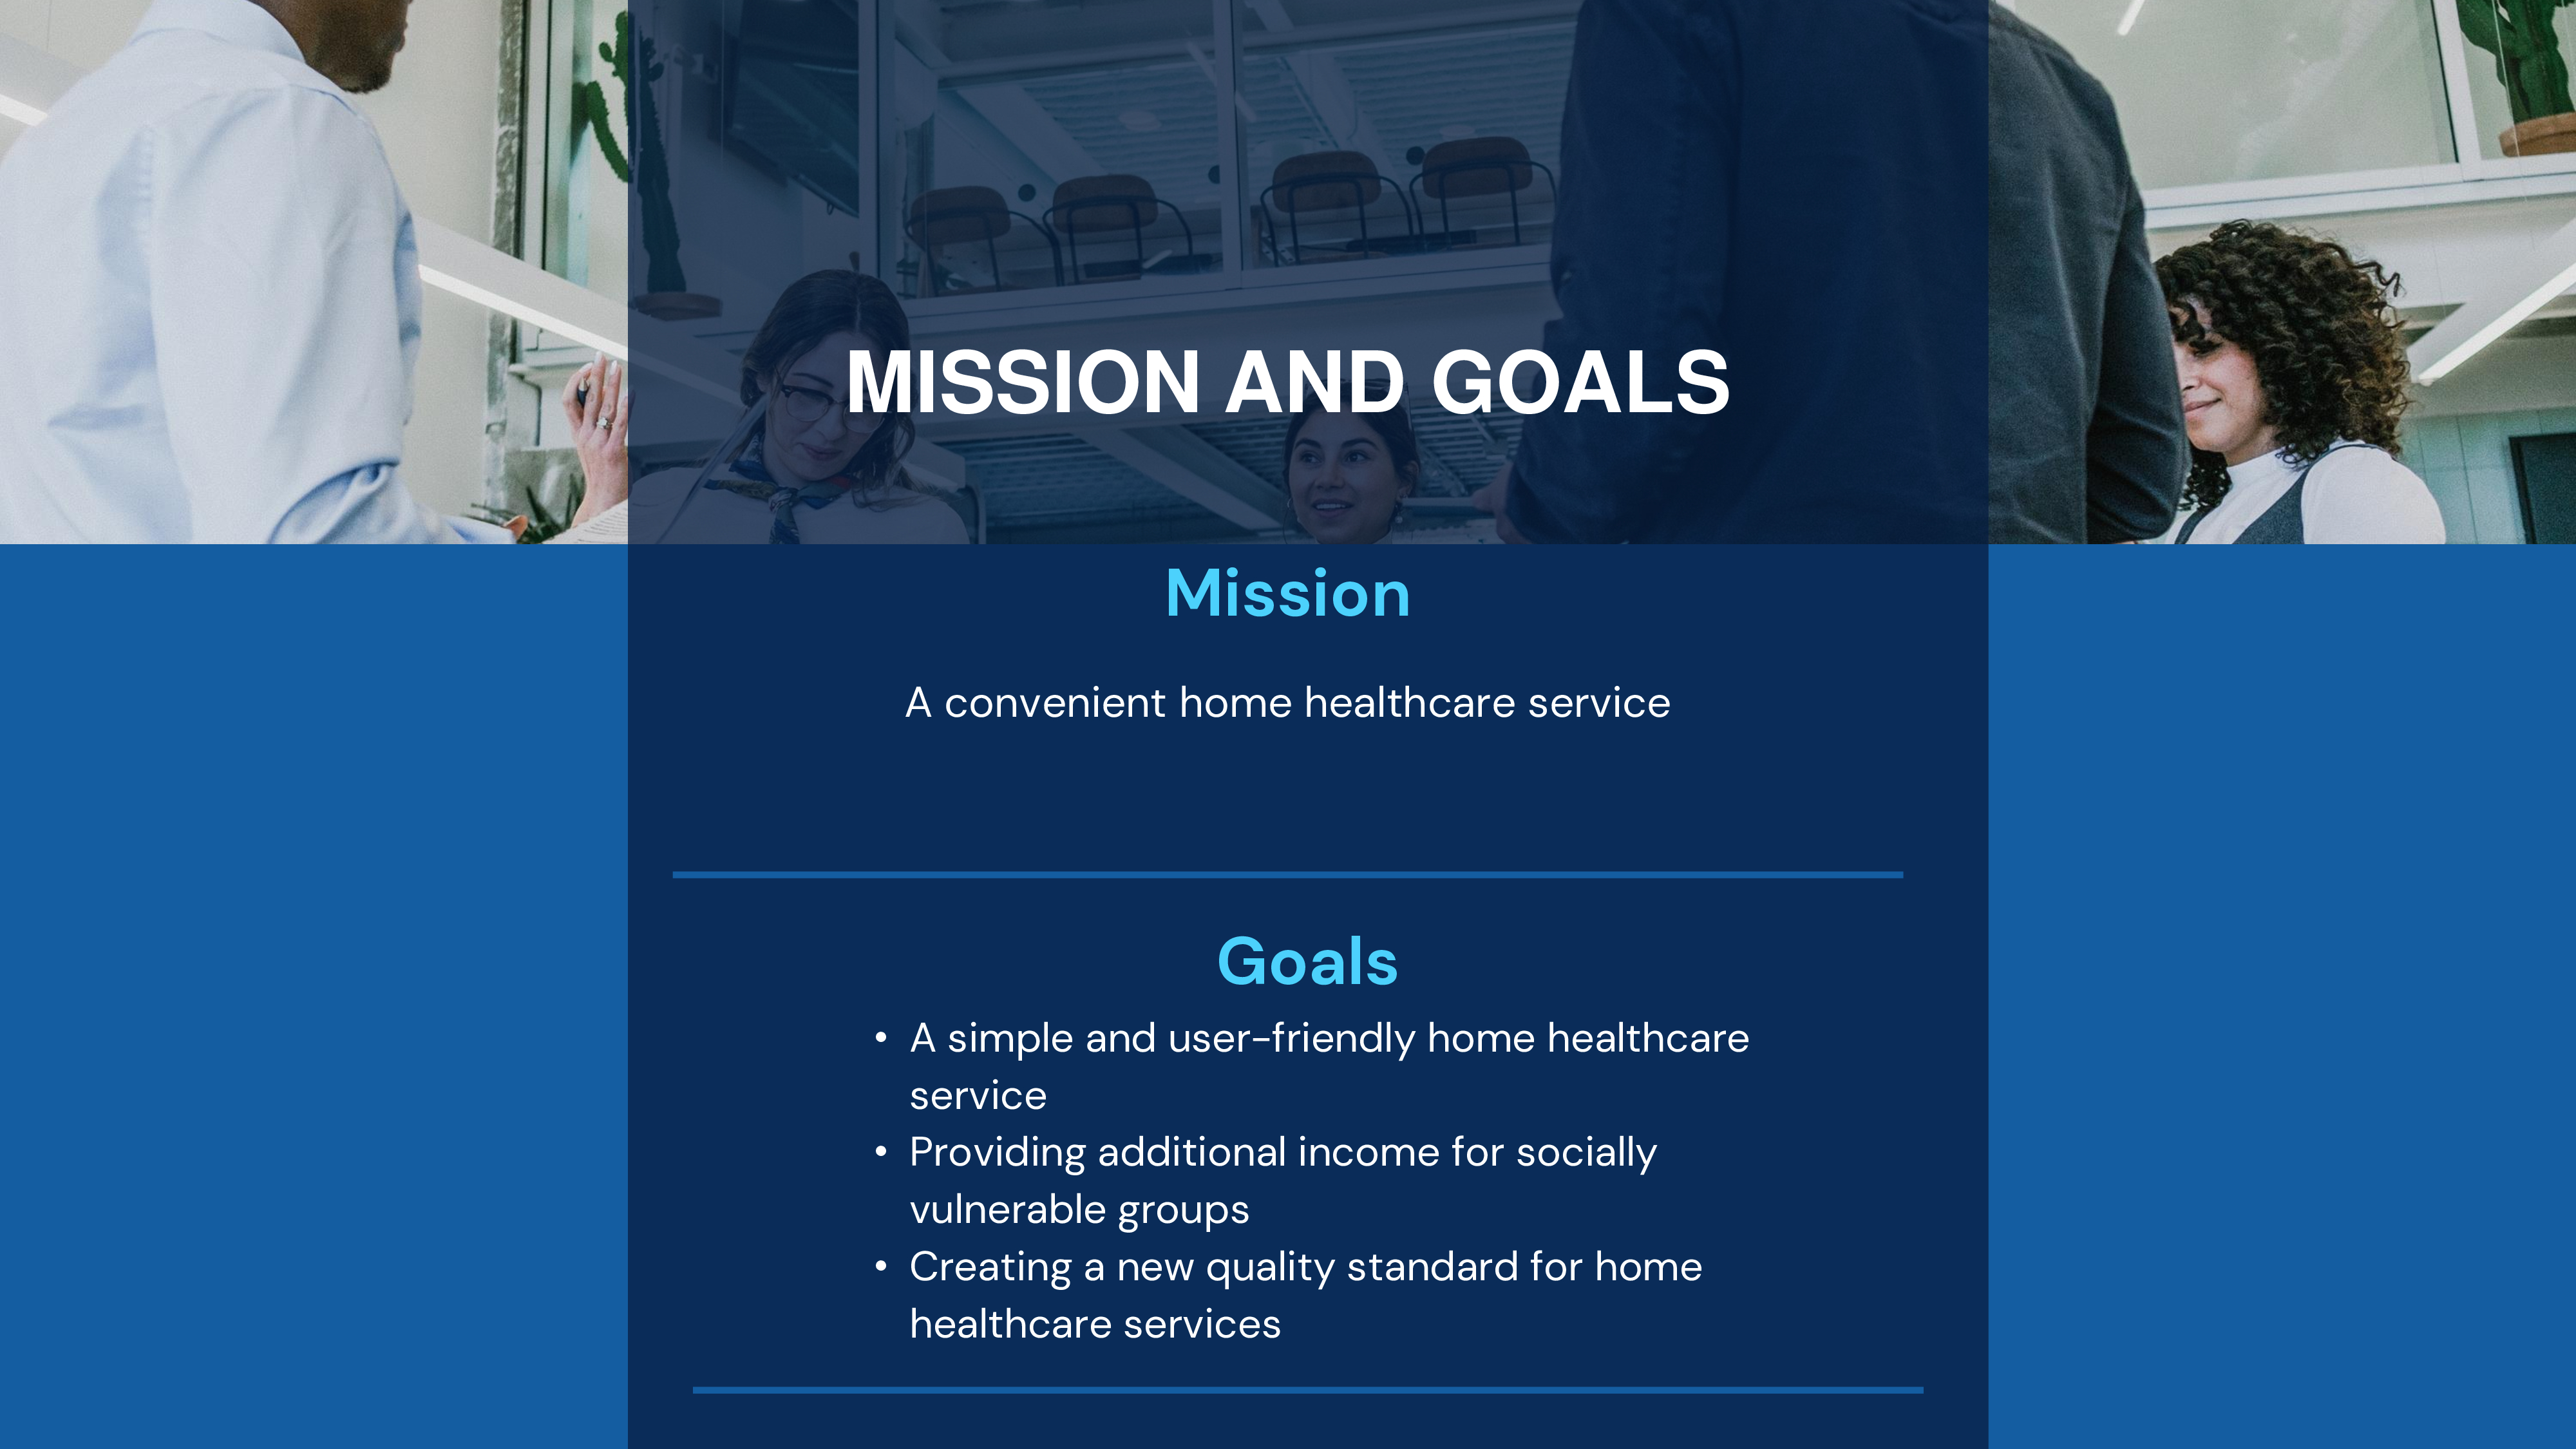 MISSION AND GOALS
Mission
A convenient home healthcare service
Goals
• A simple and user-friendly home healthcare
service
• Providing additional income for socially
vulnerable groups
• Creating a new quality standard for home
healthcare services